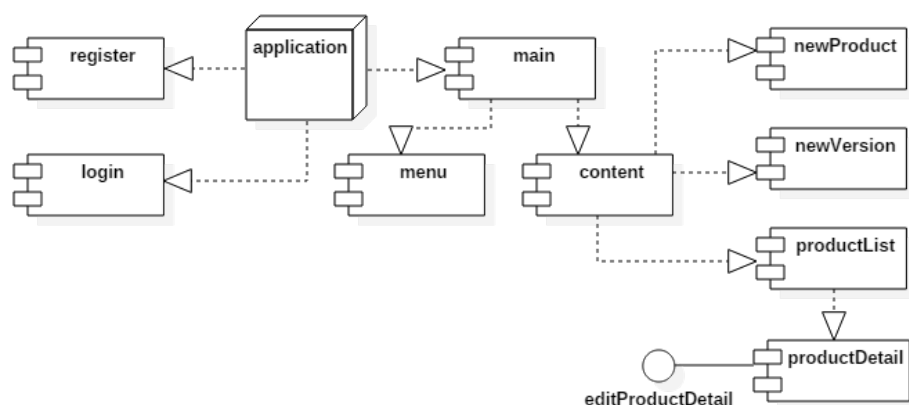 register
application
main
newProduct
login
menu
content
newVersion
productList
productDetail
editProductDetail